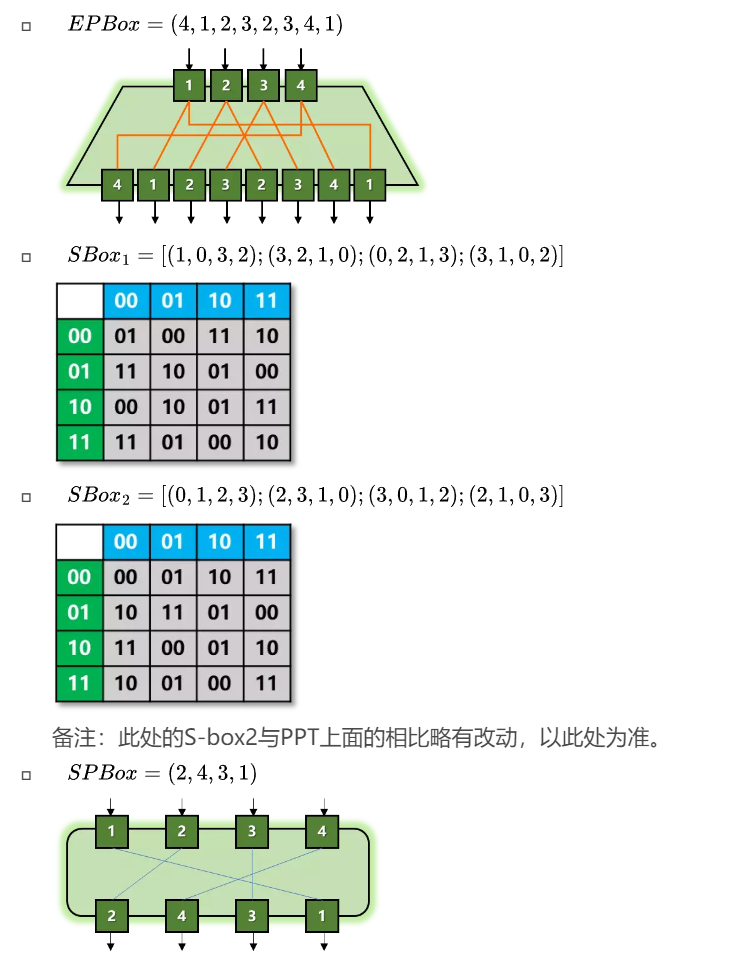 EPBox = (4, 1, 2, 3, 2, 3, 4, 1)
1 2 3 4
4 1 2 3 2 3 4 1
SBox₁ = [(1, 0, 3, 2); (3, 2, 1, 0); (0, 2, 1, 3); (3, 1, 0, 2)]
00 01 10 11
00 01 00 11 10
01 11 10 01 00
10 00 10 01 11
11 11 01 00 10
SBox₂ = [(0, 1, 2, 3); (2, 3, 1, 0); (3, 0, 1, 2); (2, 1, 0, 3)]
00 01 10 11
00 00 01 10 11
01 10 11 01 00
10 11 00 01 10
11 10 01 00 11
备注：此处的S-box2与PPT上面的相比略有改动，以此处为准。
SPBox = (2, 4, 3, 1)
1 2 3 4
2 4 3 1